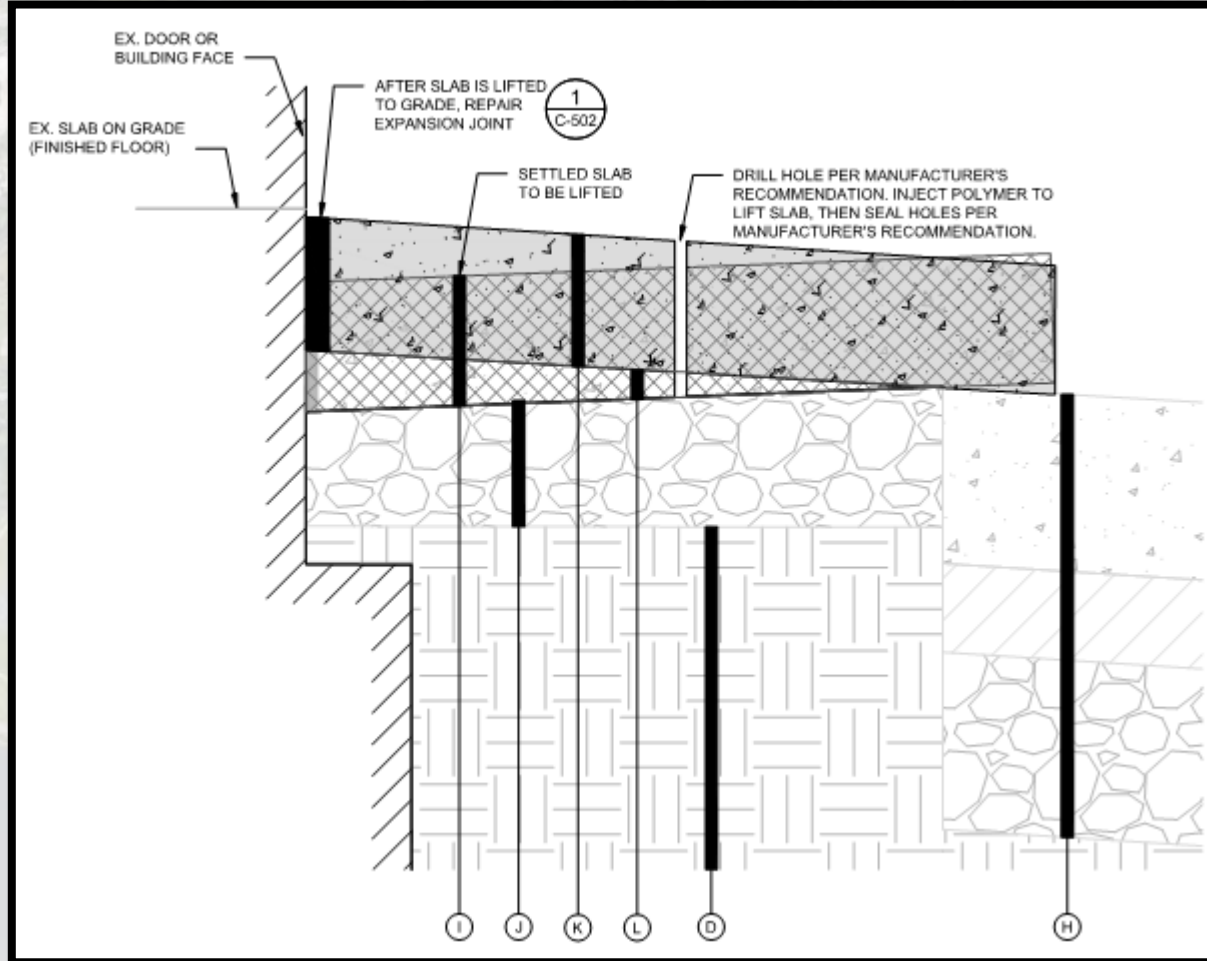 EX. DOOR OR
BUILDING FACE
AFTER SLAB IS LIFTED
TO GRADE, REPAIR
EXPANSION JOINT
1
C-502
EX. SLAB ON GRADE
(FINISHED FLOOR)
SETTLED SLAB
TO BE LIFTED
DRILL HOLE PER MANUFACTURER'S
RECOMMENDATION. INJECT POLYMER TO
LIFT SLAB, THEN SEAL HOLES PER
MANUFACTURER'S RECOMMENDATION.
I J K L D H